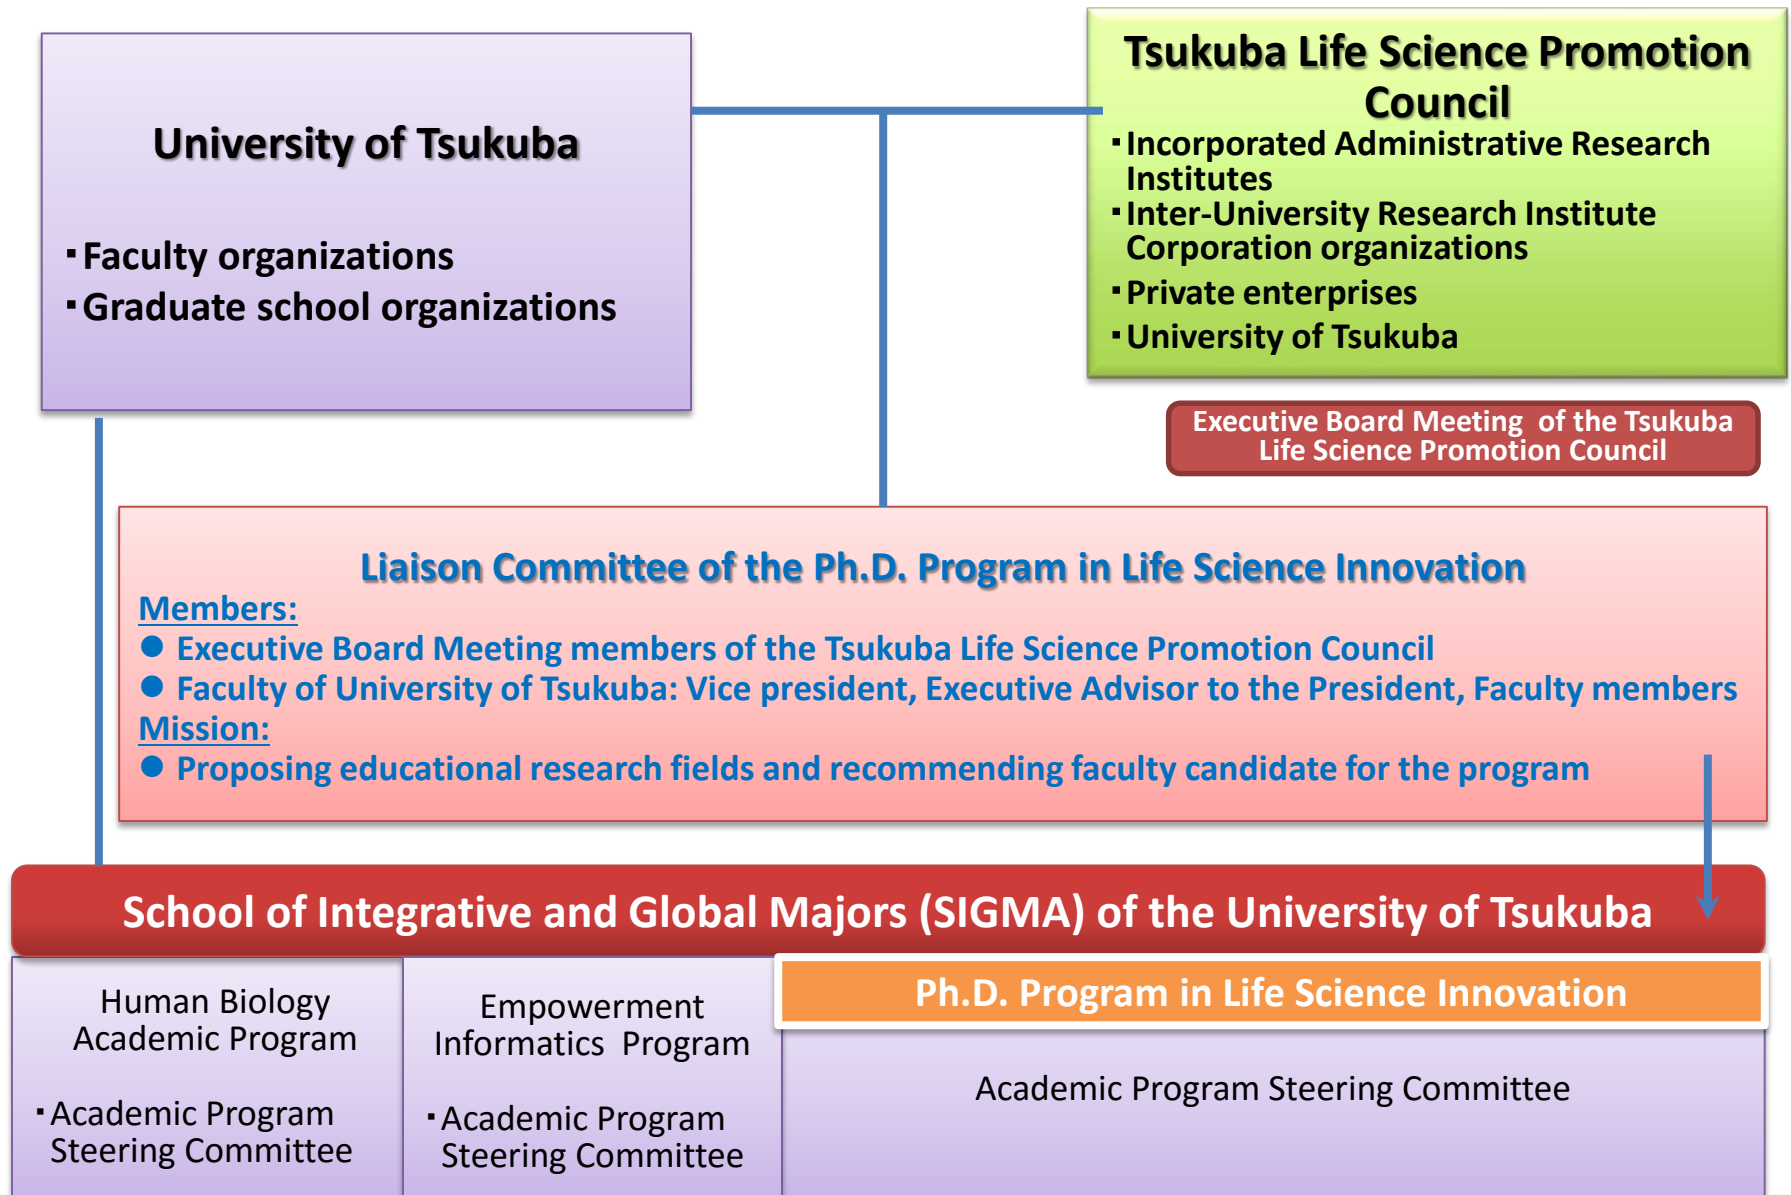 University of Tsukuba
▪Faculty organizations
▪Graduate school organizations
Tsukuba Life Science Promotion
Council
▪Incorporated Administrative Research
Institutes
▪Inter-University Research Institute
Corporation organizations
▪Private enterprises
▪University of Tsukuba
Executive Board Meeting of the Tsukuba
Life Science Promotion Council
Liaison Committee of the Ph.D. Program in Life Science Innovation
Members:
● Executive Board Meeting members of the Tsukuba Life Science Promotion Council
● Faculty of University of Tsukuba: Vice president, Executive Advisor to the President, Faculty members
Mission:
● Proposing educational research fields and recommending faculty candidate for the program
School of Integrative and Global Majors (SIGMA) of the University of Tsukuba
Human Biology
Academic Program
▪Academic Program
Steering Committee
Empowerment
Informatics Program
▪Academic Program
Steering Committee
Ph.D. Program in Life Science Innovation
Academic Program Steering Committee